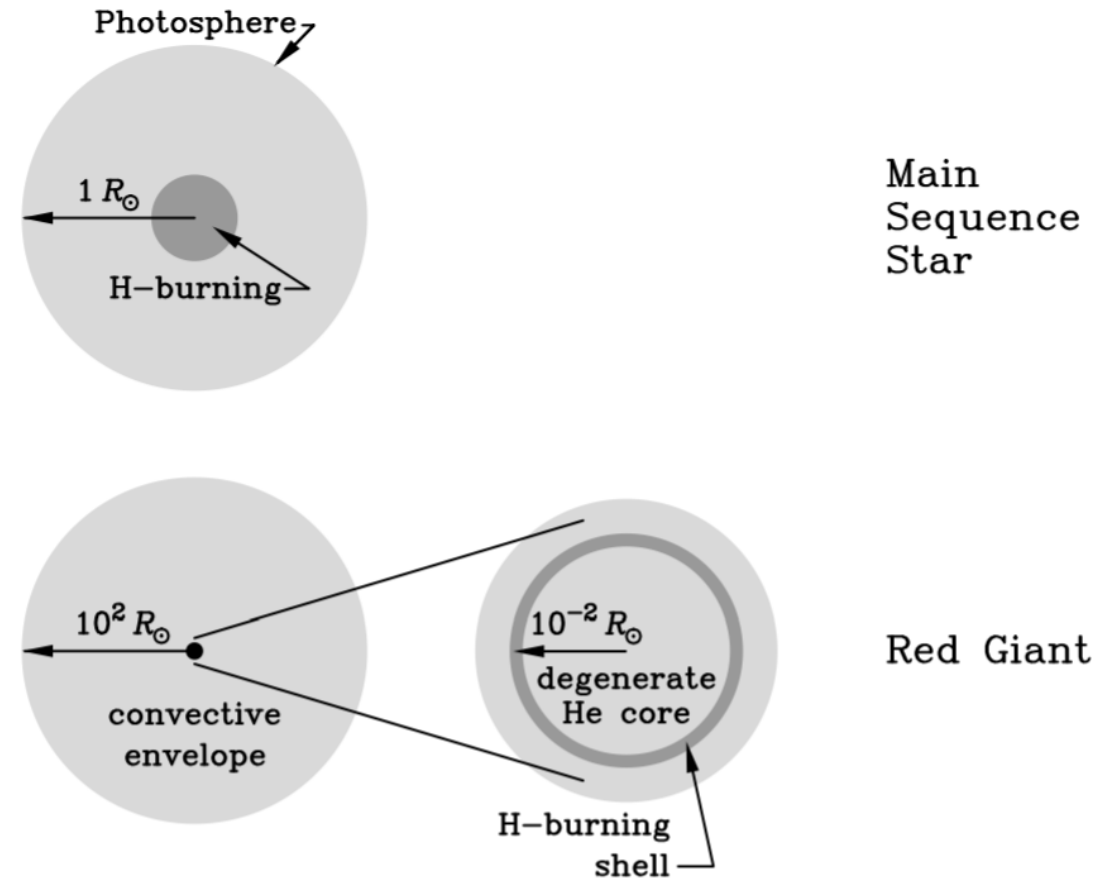 Photosphere
1 R☉
H-burning
Main
Sequence
Star
10² R☉
convective
envelope
10⁻² R☉
degenerate
He core
H-burning
shell
Red Giant